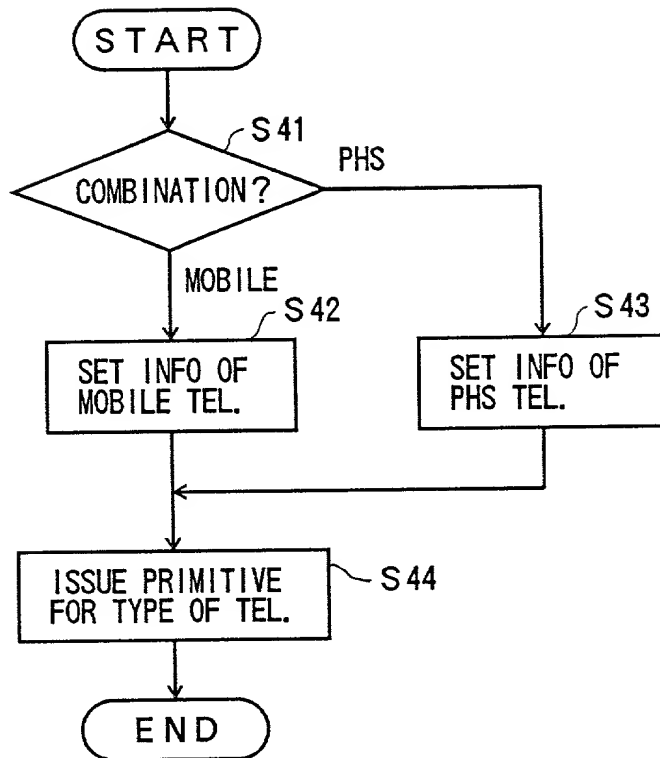 START
S41
PHS
COMBINATION?
MOBILE
S42
S43
SET INFO OF
MOBILE TEL.
SET INFO OF
PHS TEL.
ISSUE PRIMITIVE
FOR TYPE OF TEL.
S44
END